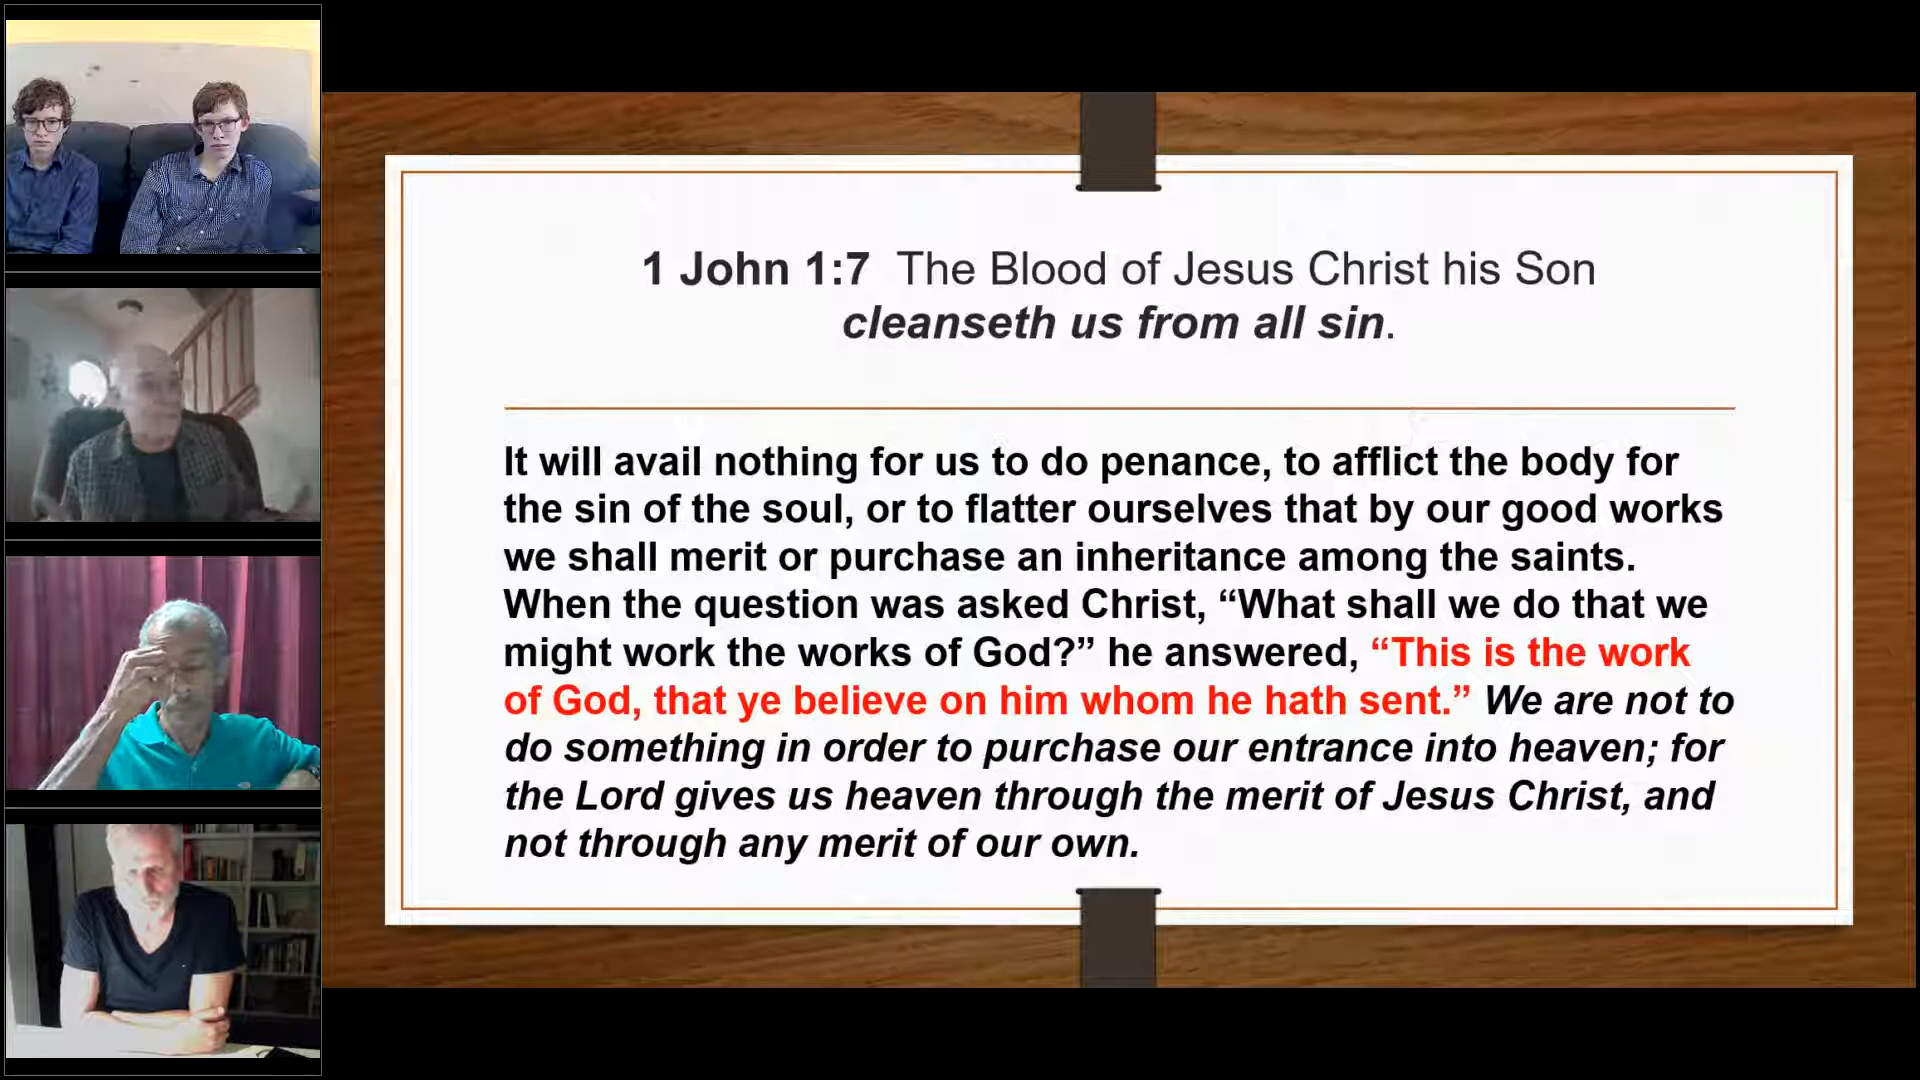 1 John 1:7 The Blood of Jesus Christ his Son
cleanseth us from all sin.
It will avail nothing for us to do penance, to afflict the body for
the sin of the soul, or to flatter ourselves that by our good works
we shall merit or purchase an inheritance among the saints.
When the question was asked Christ, “What shall we do that we
might work the works of God?” he answered, “This is the work
of God, that ye believe on him whom he hath sent.” We are not to
do something in order to purchase our entrance into heaven; for
the Lord gives us heaven through the merit of Jesus Christ, and
not through any merit of our own.